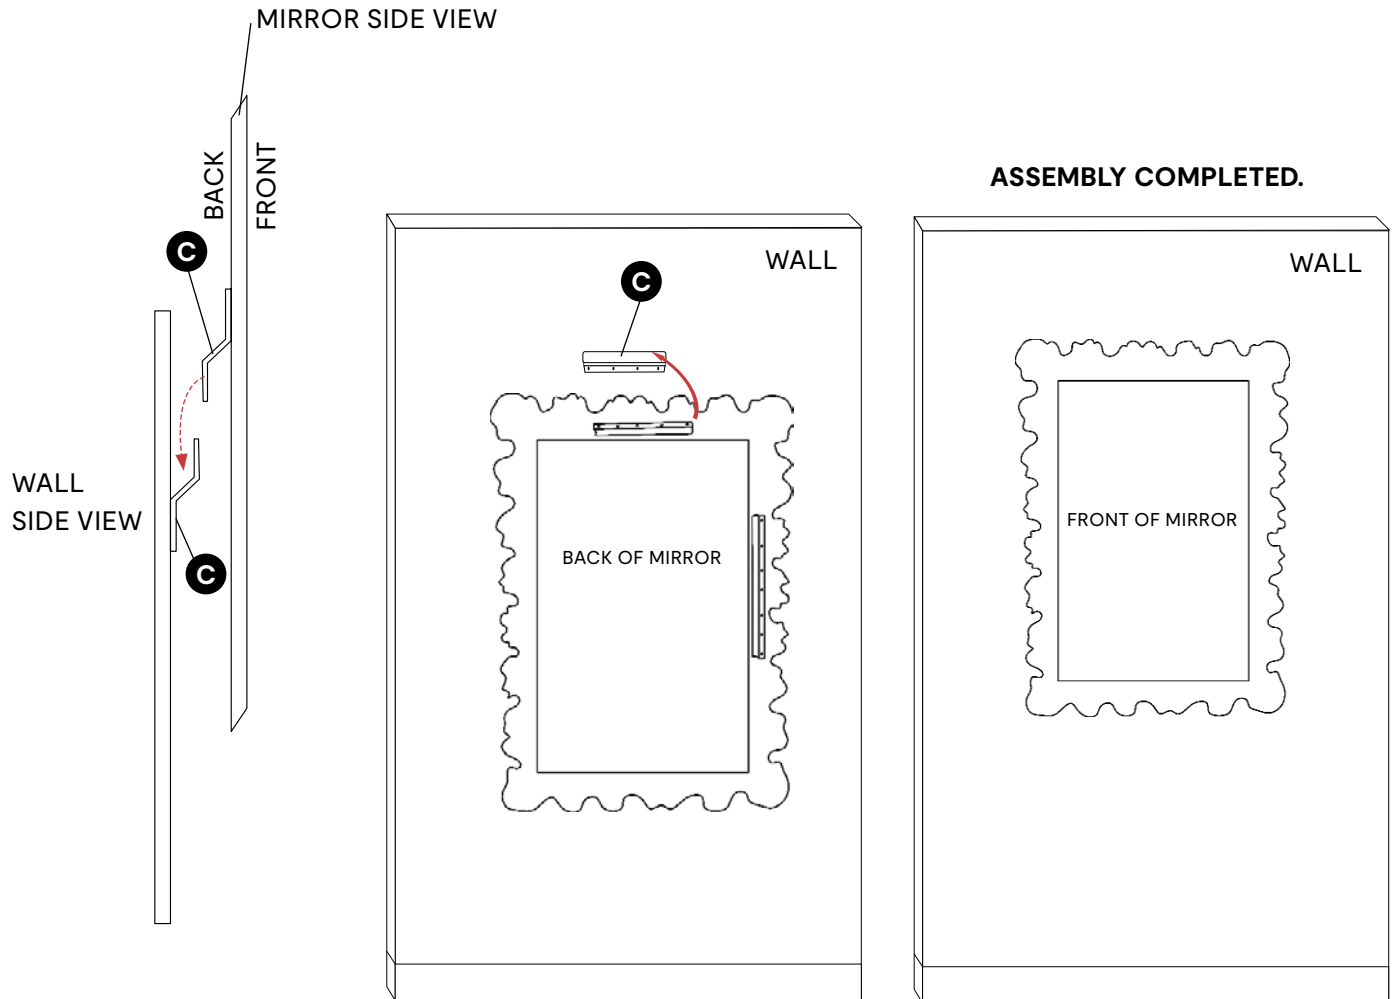 MIRROR SIDE VIEW
BACK
FRONT
C
WALL
SIDE VIEW
C
WALL
C
BACK OF MIRROR
ASSEMBLY COMPLETED.
WALL
FRONT OF MIRROR